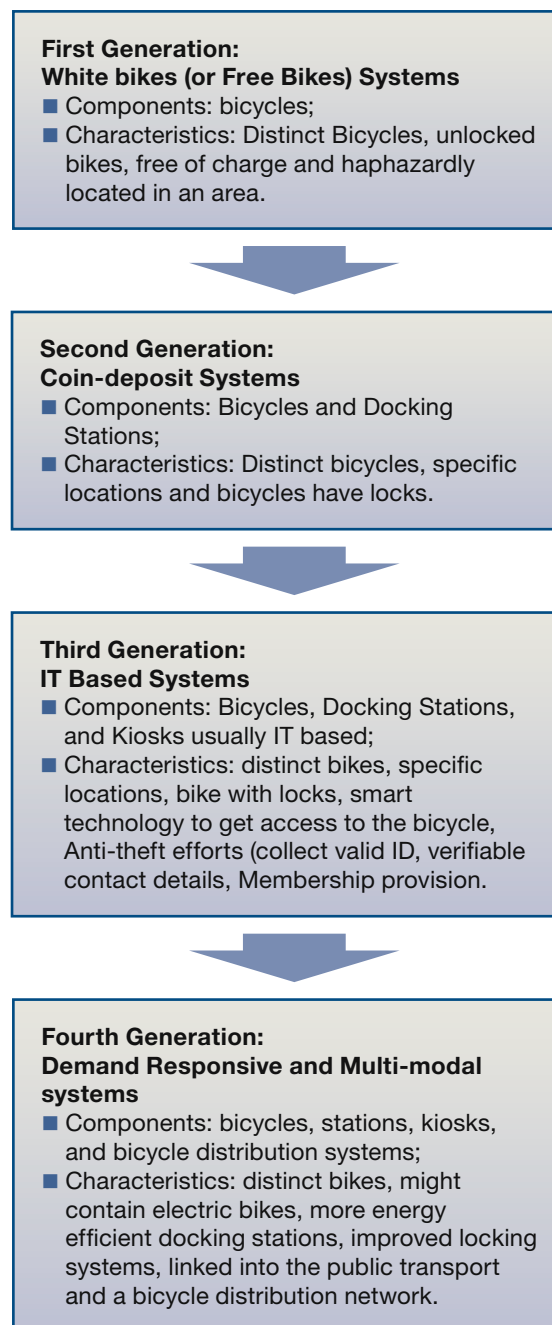 First Generation:
White bikes (or Free Bikes) Systems
■ Components: bicycles;
■ Characteristics: Distinct Bicycles, unlocked
bikes, free of charge and haphazardly
located in an area.
Second Generation:
Coin-deposit Systems
■ Components: Bicycles and Docking
Stations;
■ Characteristics: Distinct bicycles, specific
locations and bicycles have locks.
Third Generation:
IT Based Systems
■ Components: Bicycles, Docking Stations,
and Kiosks usually IT based;
■ Characteristics: distinct bikes, specific
locations, bike with locks, smart
technology to get access to the bicycle,
Anti-theft efforts (collect valid ID, verifiable
contact details, Membership provision.
Fourth Generation:
Demand Responsive and Multi-modal
systems
■ Components: bicycles, stations, kiosks,
and bicycle distribution systems;
■ Characteristics: distinct bikes, might
contain electric bikes, more energy
efficient docking stations, improved locking
systems, linked into the public transport
and a bicycle distribution network.